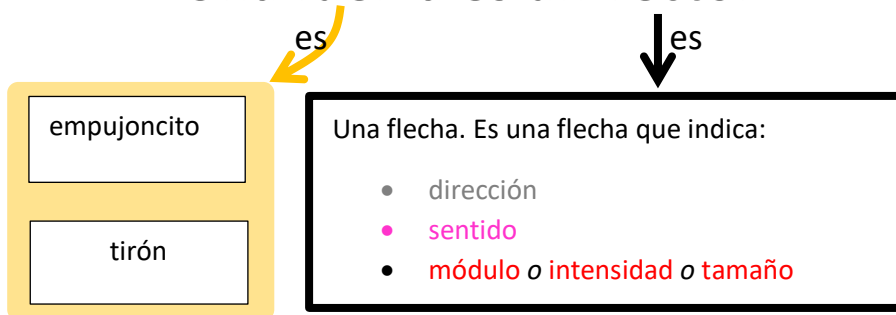 es
es
empujoncito
tirón
Una flecha. Es una flecha que indica:
• dirección
• sentido
• módulo o intensidad o tamaño